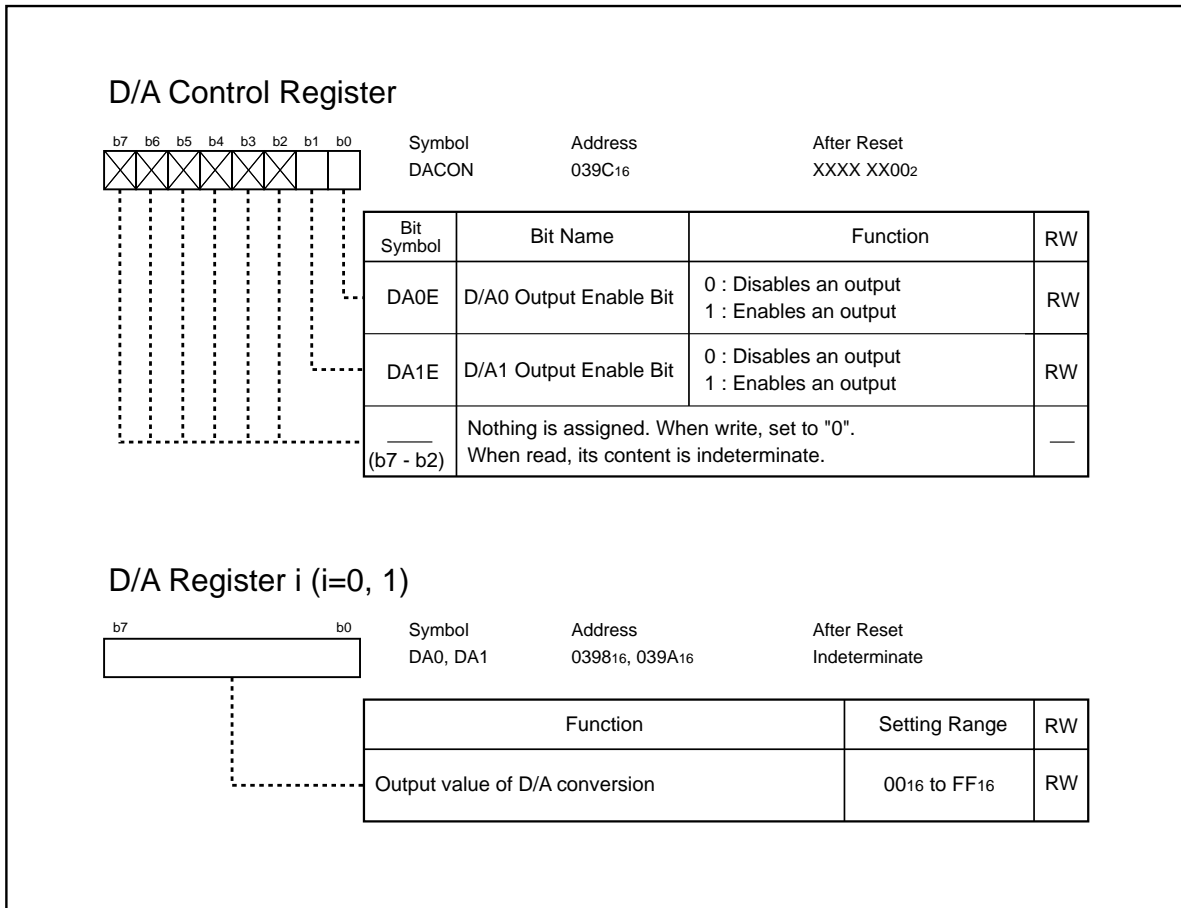 D/A Control Register
b7 b6 b5 b4 b3 b2 b1 b0
Symbol Address After Reset
DACON 039C16 XXXX XX002
Bit Symbol Bit Name Function RW
DA0E D/A0 Output Enable Bit 0 : Disables an output RW
1 : Enables an output
DA1E D/A1 Output Enable Bit 0 : Disables an output RW
1 : Enables an output
(b7 - b2) Nothing is assigned. When write, set to "0".
When read, its content is indeterminate.
D/A Register i (i=0, 1)
b7 b0
Symbol Address After Reset
DA0, DA1 039816, 039A16 Indeterminate
Function Setting Range RW
Output value of D/A conversion 0016 to FF16 RW